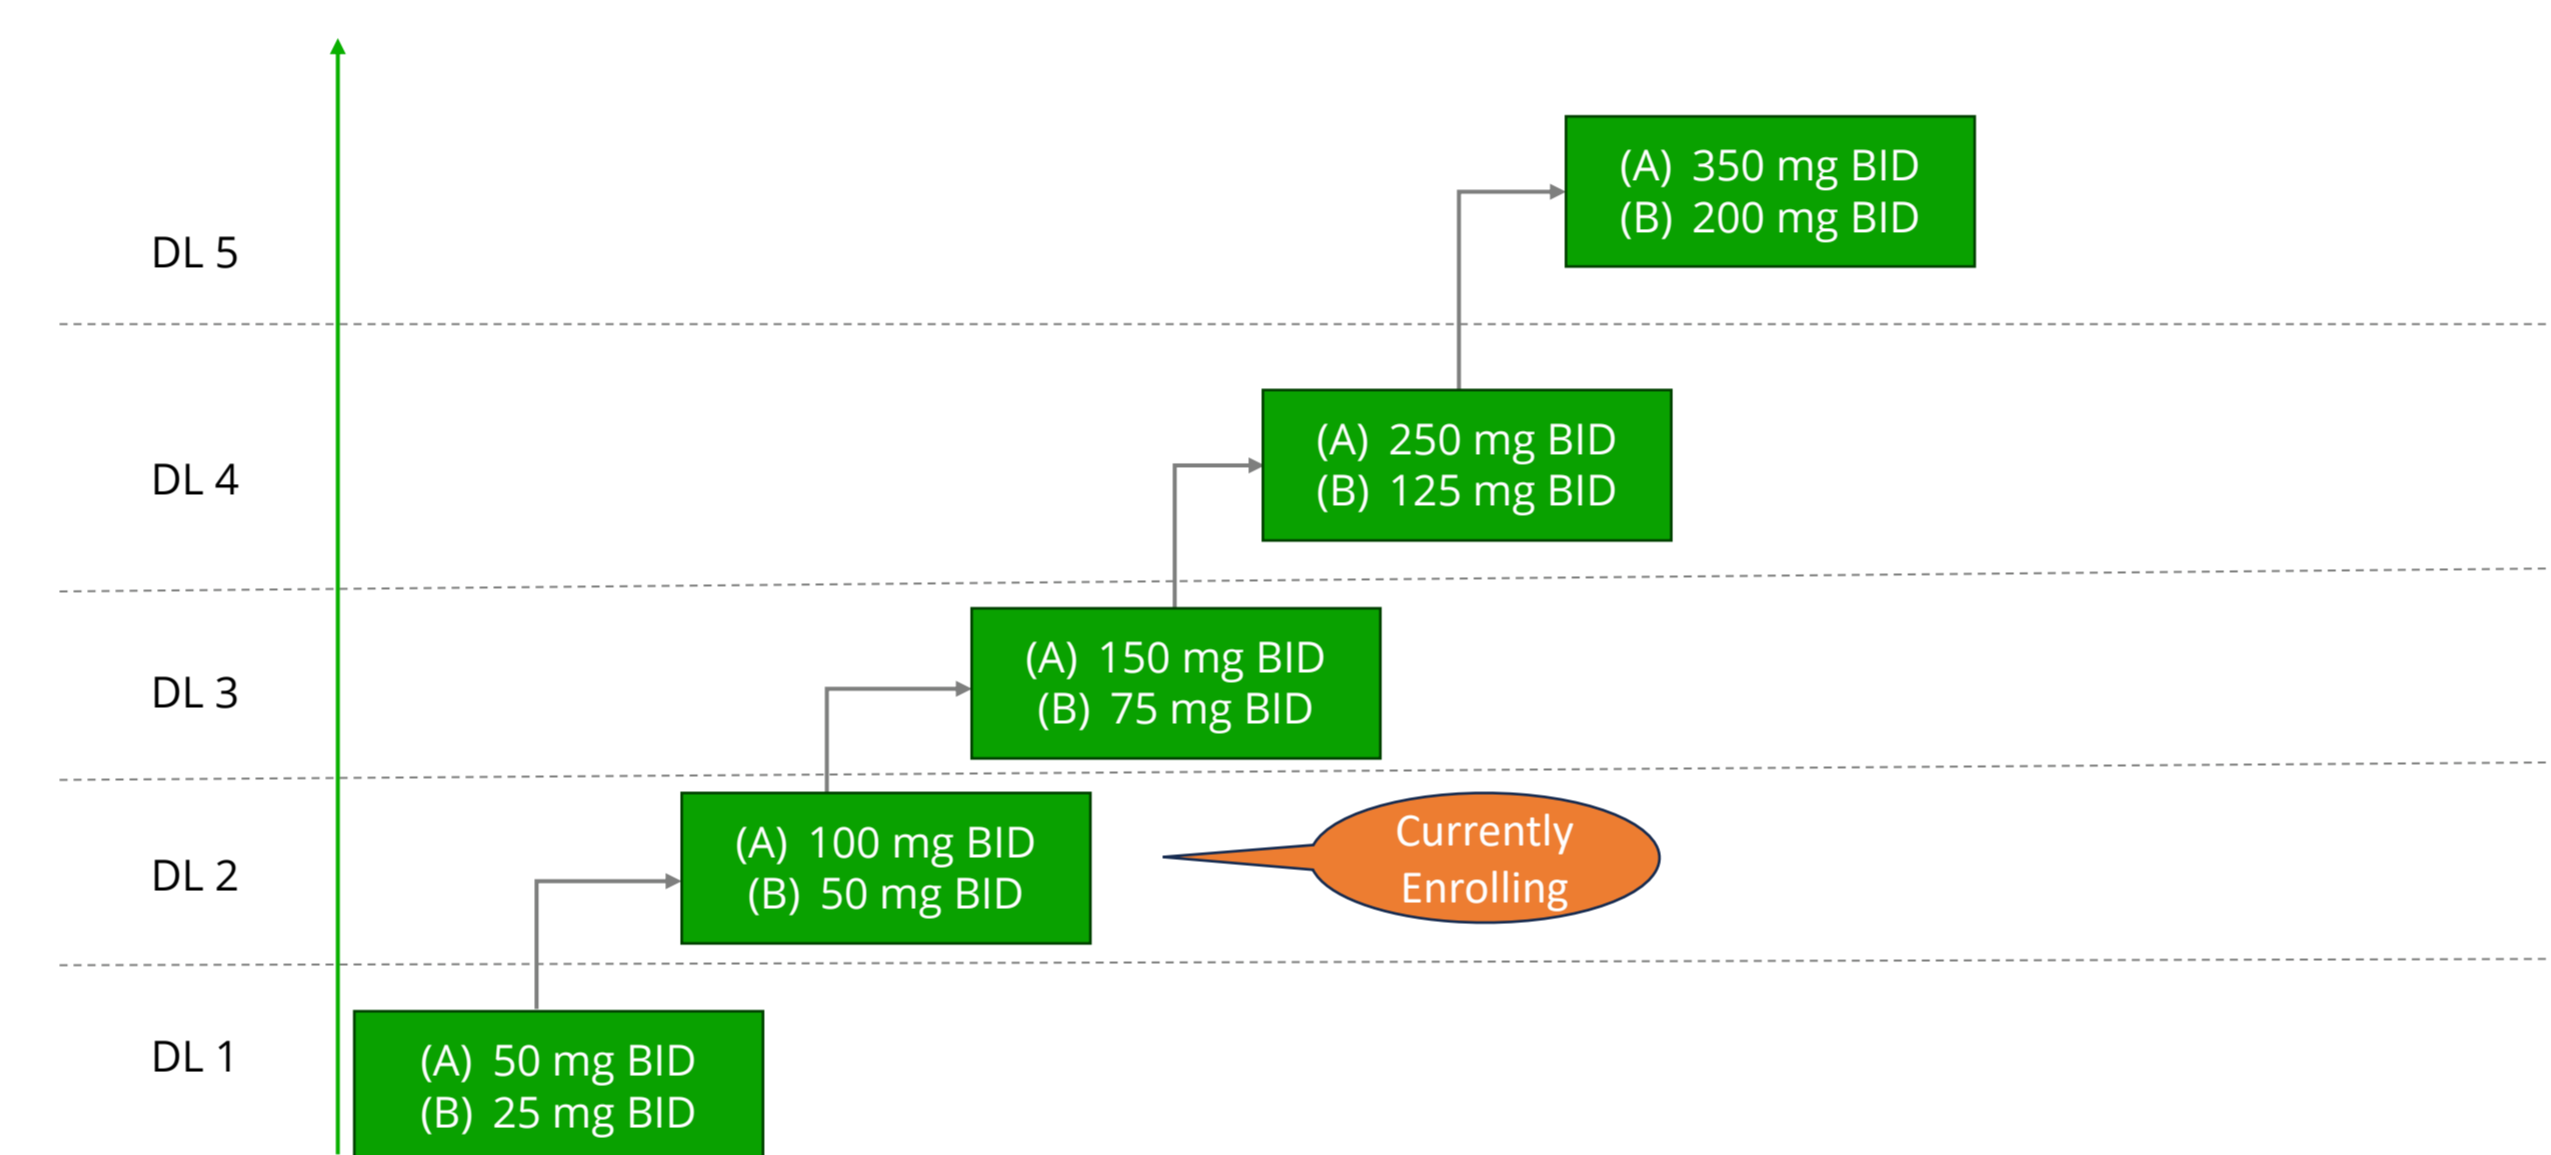 DL 5
(A) 350 mg BID
(B) 200 mg BID
DL 4
(A) 250 mg BID
(B) 125 mg BID
DL 3
(A) 150 mg BID
(B) 75 mg BID
DL 2
(A) 100 mg BID
(B) 50 mg BID
Currently
Enrolling
DL 1
(A) 50 mg BID
(B) 25 mg BID